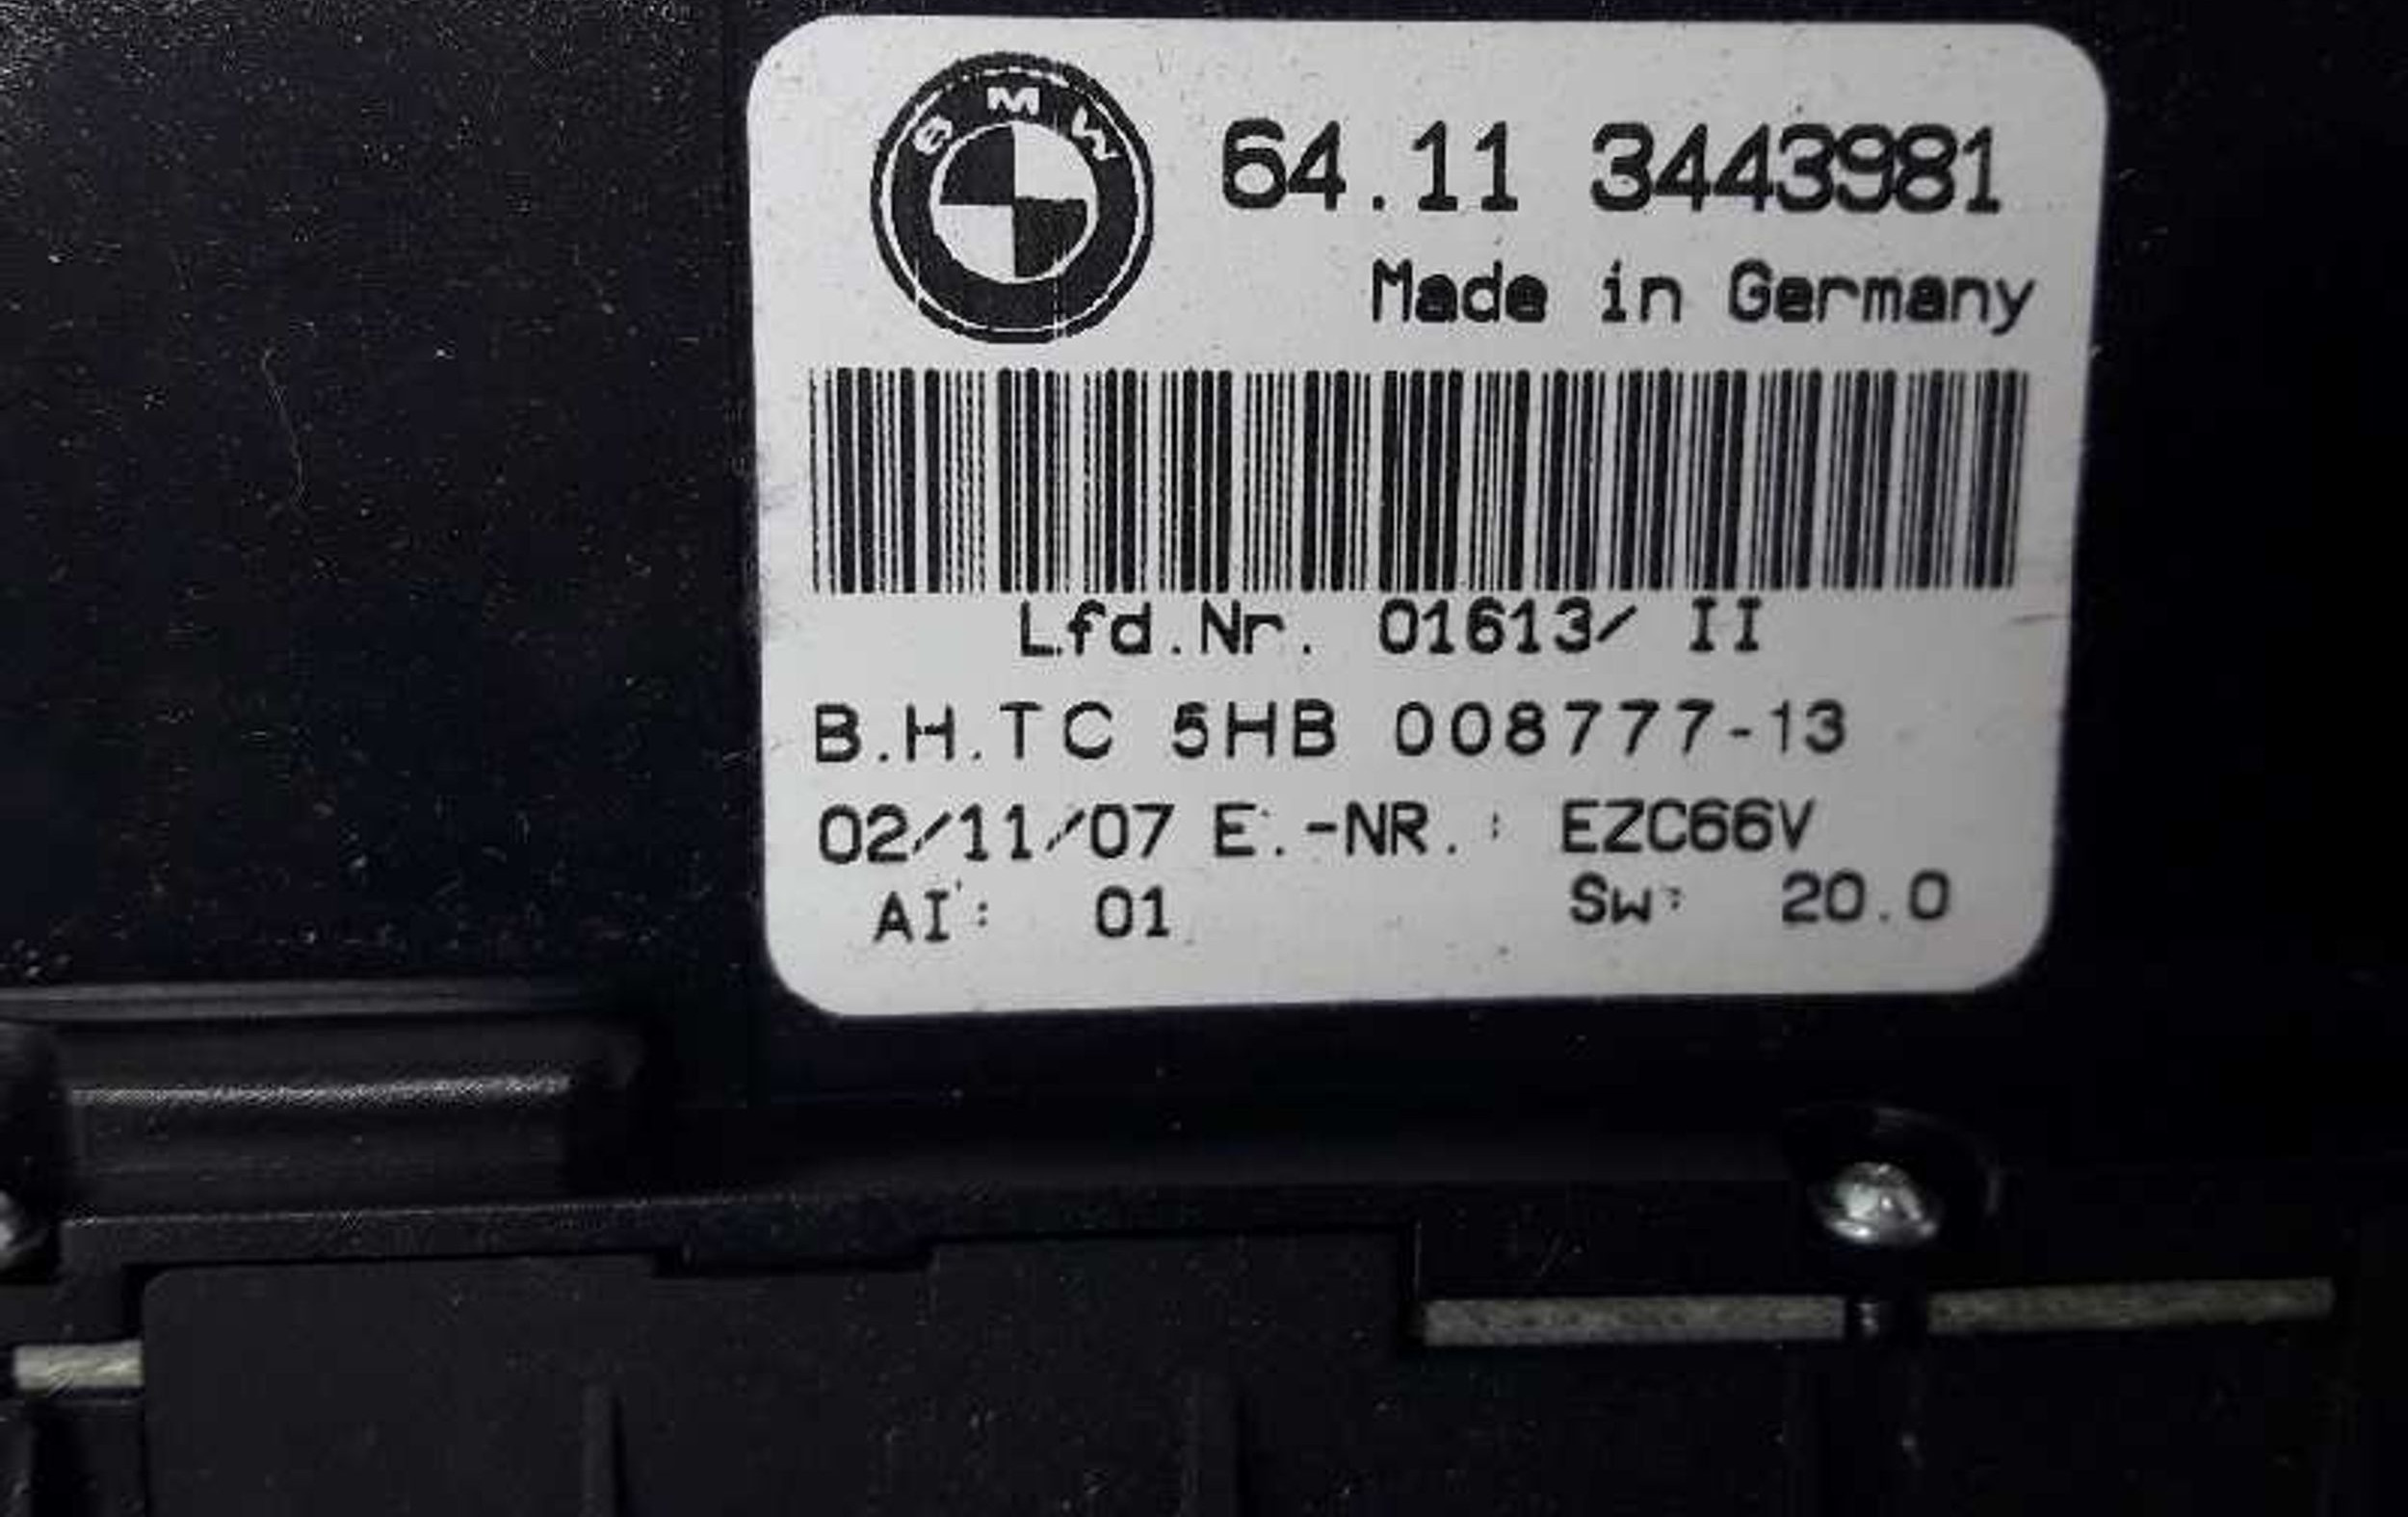 BMW
64.11 3443981
Made in Germany
Lfd.Nr. 01613/ II
B.H.TC 5HB 008777-13
02/11/07 E.-NR.: EZC66V
AI: 01 Sw: 20.0